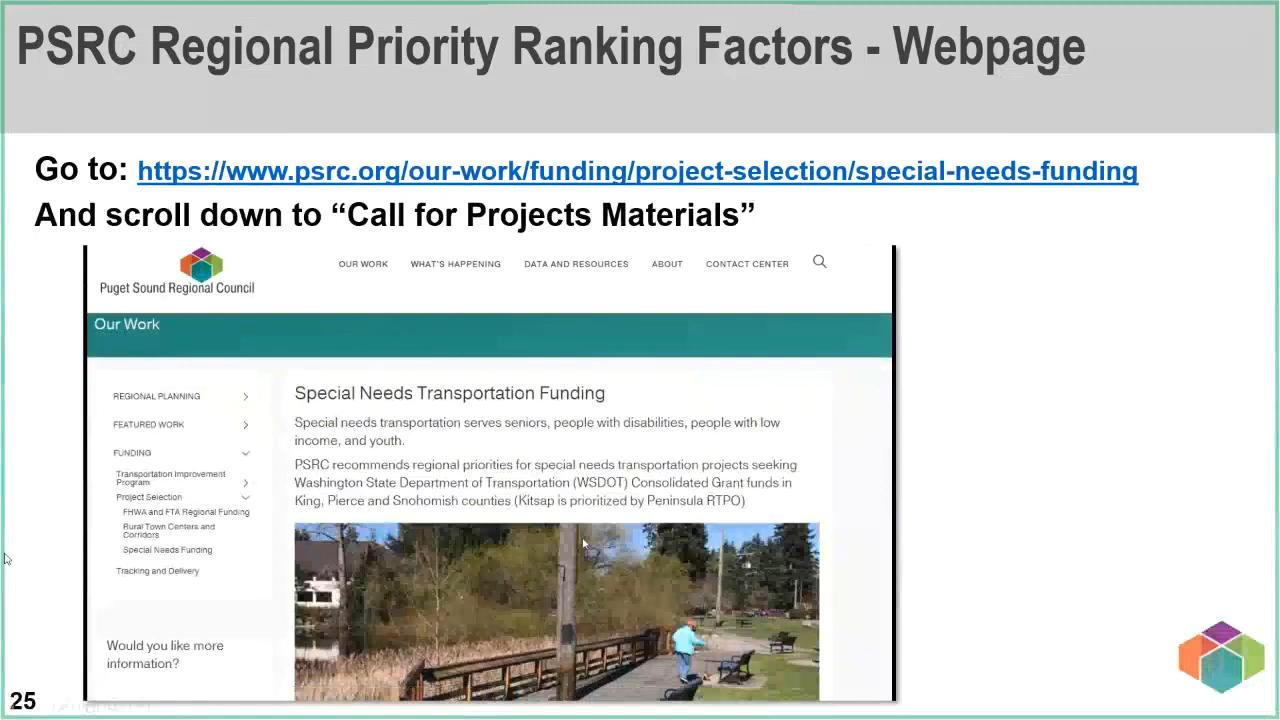 PSRC Regional Priority Ranking Factors - Webpage
Go to: https://www.psrc.org/our-work/funding/project-selection/special-needs-funding
And scroll down to “Call for Projects Materials”
Puget Sound Regional Council
OUR WORK WHAT'S HAPPENING DATA AND RESOURCES ABOUT CONTACT CENTER
Our Work
REGIONAL PLANNING
FEATURED WORK
FUNDING
Transportation Improvement
Program
Project Selection
FHWA and FTA Regional Funding
Rural Town Centers and
Corridors
Special Needs Funding
Tracking and Delivery
Would you like more
information?
Special Needs Transportation Funding
Special needs transportation serves seniors, people with disabilities, people with low
income, and youth.
PSRC recommends regional priorities for special needs transportation projects seeking
Washington State Department of Transportation (WSDOT) Consolidated Grant funds in
King, Pierce and Snohomish counties (Kitsap is prioritized by Peninsula RTPO)
25